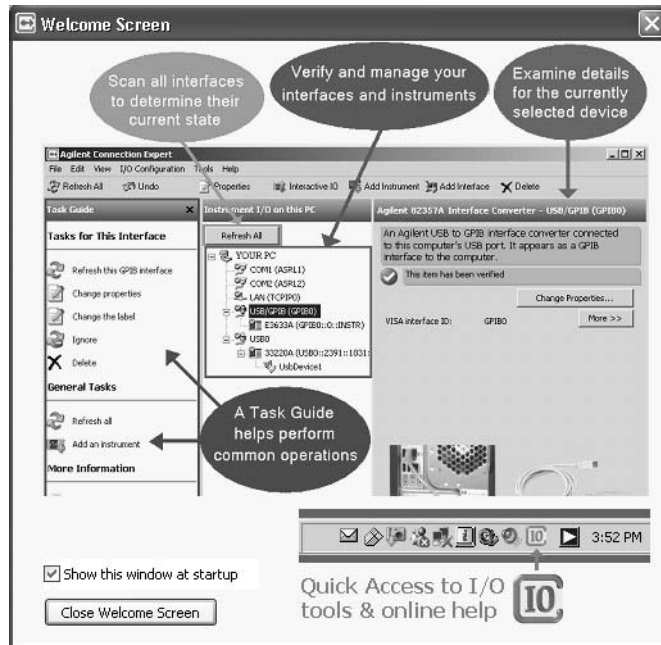 Welcome Screen
Scan all interfaces
to determine their
current state
Verify and manage your
interfaces and instruments
Examine details
for the currently
selected device
Agilent Connection Expert
File Edit View I/O Configuration Tools Help
Refresh All Undo Properties Interactive IO Add Instrument Add Interface Delete
Task Guide
Tasks for This Interface
Refresh this GPIB interface
Change properties
Change the label
Ignore
Delete
General Tasks
Refresh all
Add an instrument
More Information
Instrument I/O on this PC
Refresh All
YOUR PC
COM1 (ASRL1)
COM2 (ASRL2)
LAN (TCPIP0)
USB/GPIB (GPIB0)
E3633A (GPIB0::0::INSTR)
USB0
33220A (USB0::2391::1031:
UsbDevice1
Agilent 82357A Interface Converter - USB/GPIB (GPIB0)
An Agilent USB to GPIB interface converter connected
to this computer's USB port. It appears as a GPIB
interface to the computer.
This item has been verified
Change Properties...
VISA interface ID: GPIB0
More >>
A Task Guide
helps perform
common operations
IO
3:52 PM
Quick Access to I/O
tools & online help
IO
Show this window at startup
Close Welcome Screen